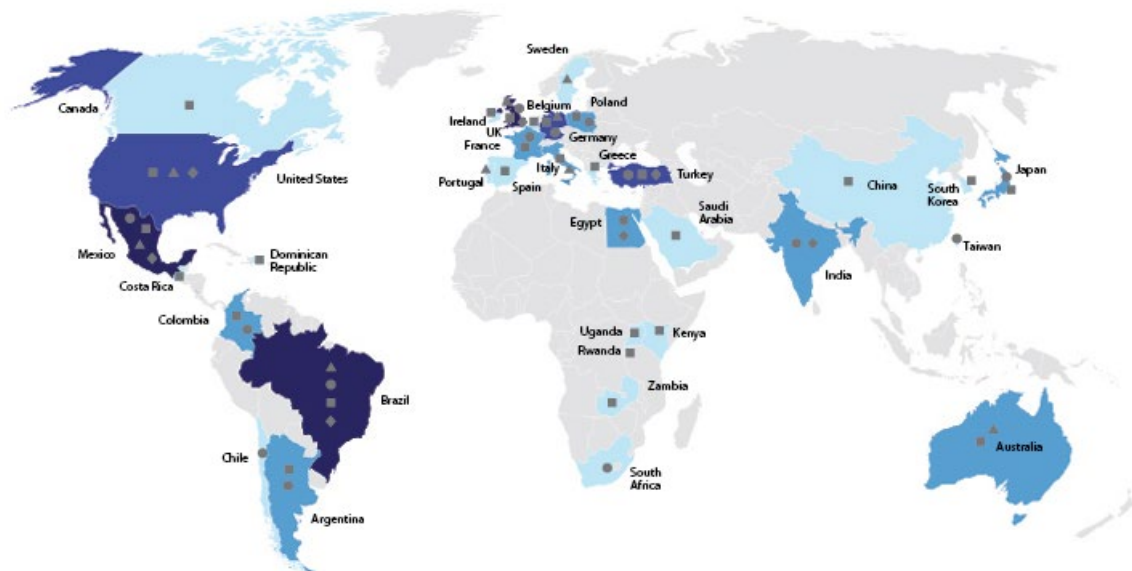 Sweden
Canada
Belgium
Poland
Ireland
UK
Germany
France
Greece
United States
Italy
Turkey
Portugal
Spain
China
South
Korea
Japan
Saudi
Arabia
Egypt
Mexico
Dominican
Republic
Taiwan
India
Costa Rica
Colombia
Uganda
Kenya
Rwanda
Zambia
Brazil
Chile
Australia
South
Africa
Argentina